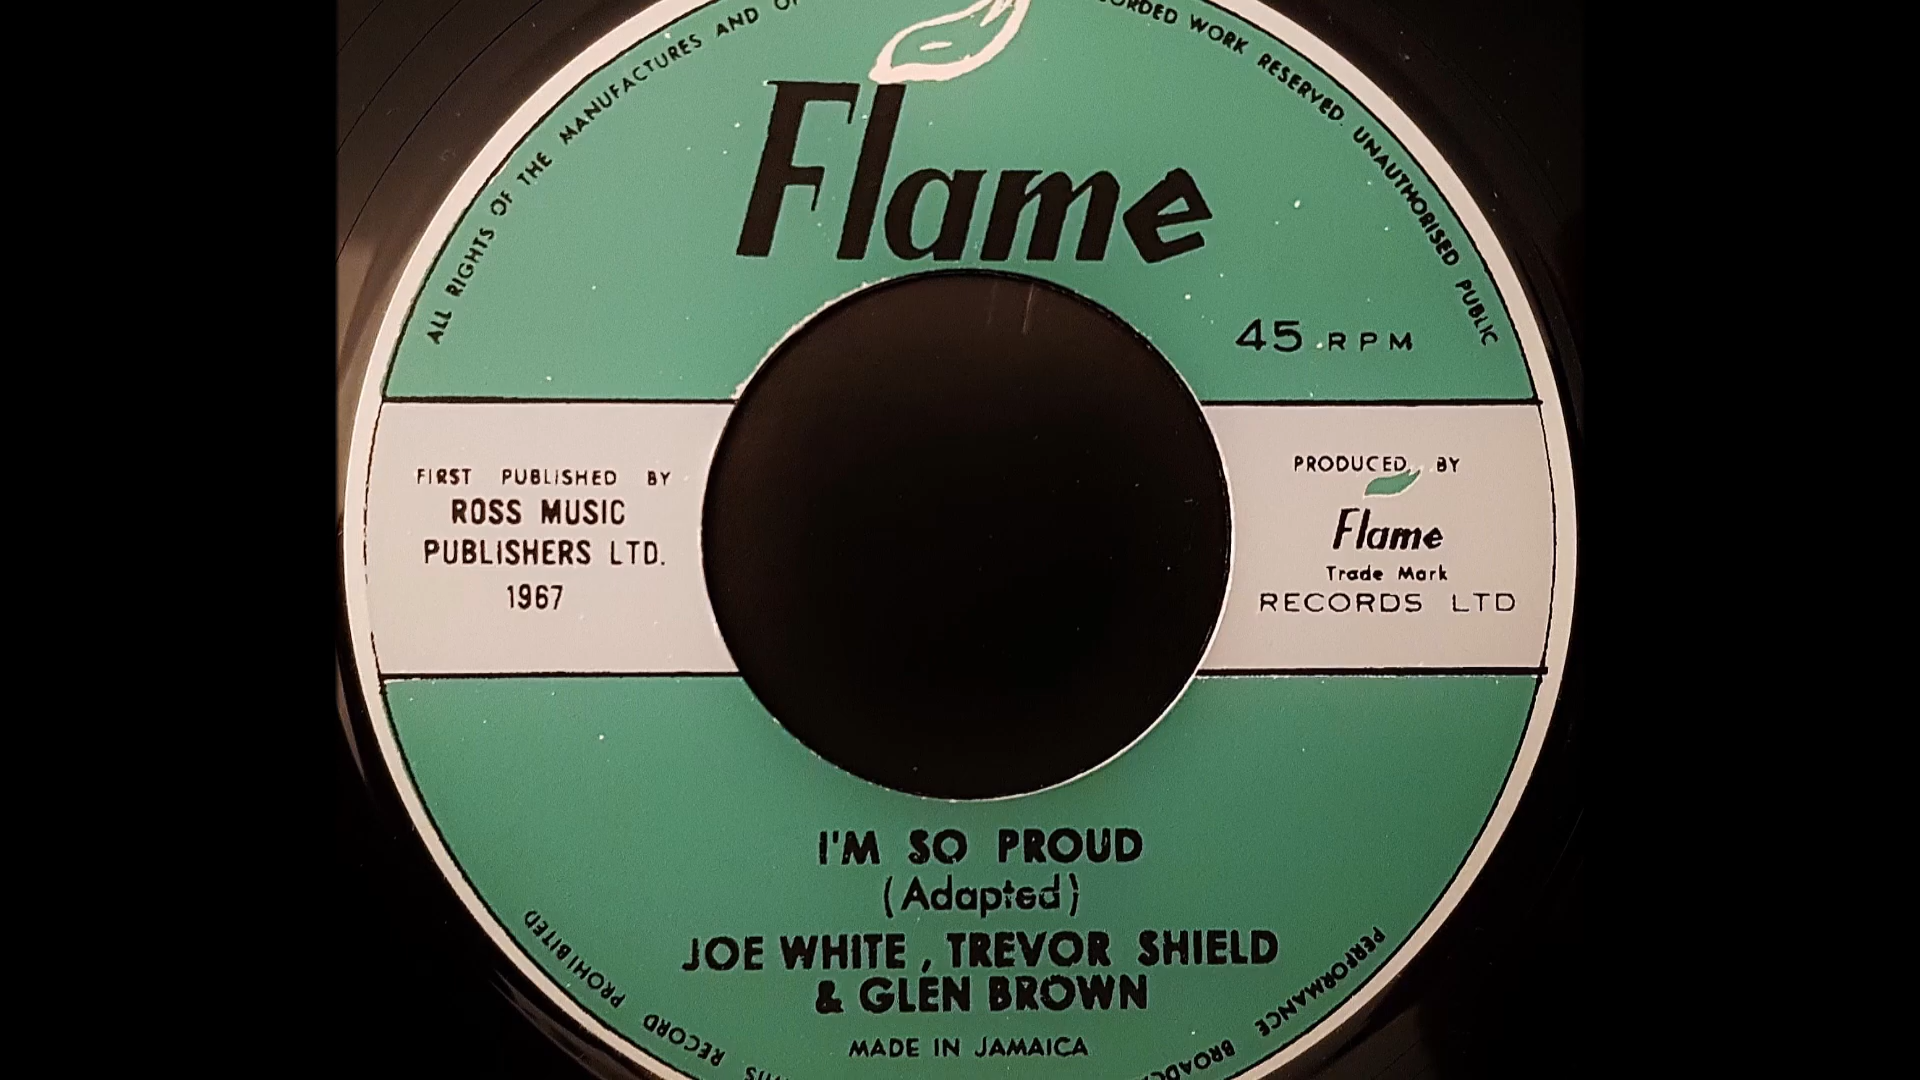 ALL RIGHTS OF THE MANUFACTURES AND
RECORDED WORK RESERVED. UNAUTHORISED PUBLIC
Flame
45 RPM
FIRST PUBLISHED BY
ROSS MUSIC
PUBLISHERS LTD.
1967
PRODUCED BY
Flame
Trade Mark
RECORDS LTD
I'M SO PROUD
(Adapted)
JOE WHITE, TREVOR SHIELD
& GLEN BROWN
MADE IN JAMAICA
PERFORMANCE
RECORD PROHIBITED